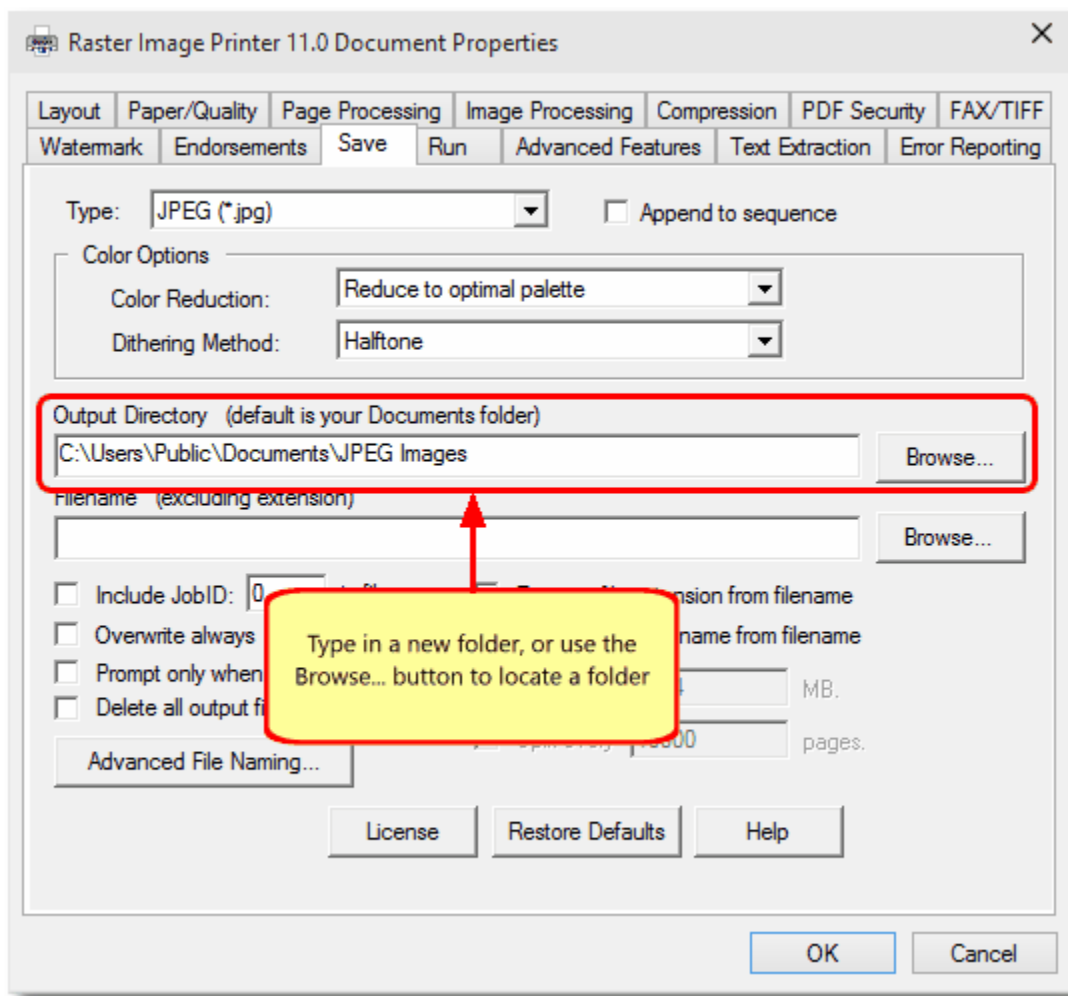 Raster Image Printer 11.0 Document Properties
Layout Paper/Quality Page Processing Image Processing Compression PDF Security FAX/TIFF
Watermark Endorsements Save Run Advanced Features Text Extraction Error Reporting
Type: JPEG (*.jpg) Append to sequence
Color Options
Color Reduction: Reduce to optimal palette
Dithering Method: Halftone
Output Directory (default is your Documents folder)
C:\Users\Public\Documents\JPEG Images Browse...
Filename (excluding extension)
Browse...
Include JobID: 0 from filename
Overwrite always name from filename
Prompt only when MB.
Delete all output
Type in a new folder, or use the
Browse... button to locate a folder
pages.
Advanced File Naming...
License Restore Defaults Help
OK Cancel